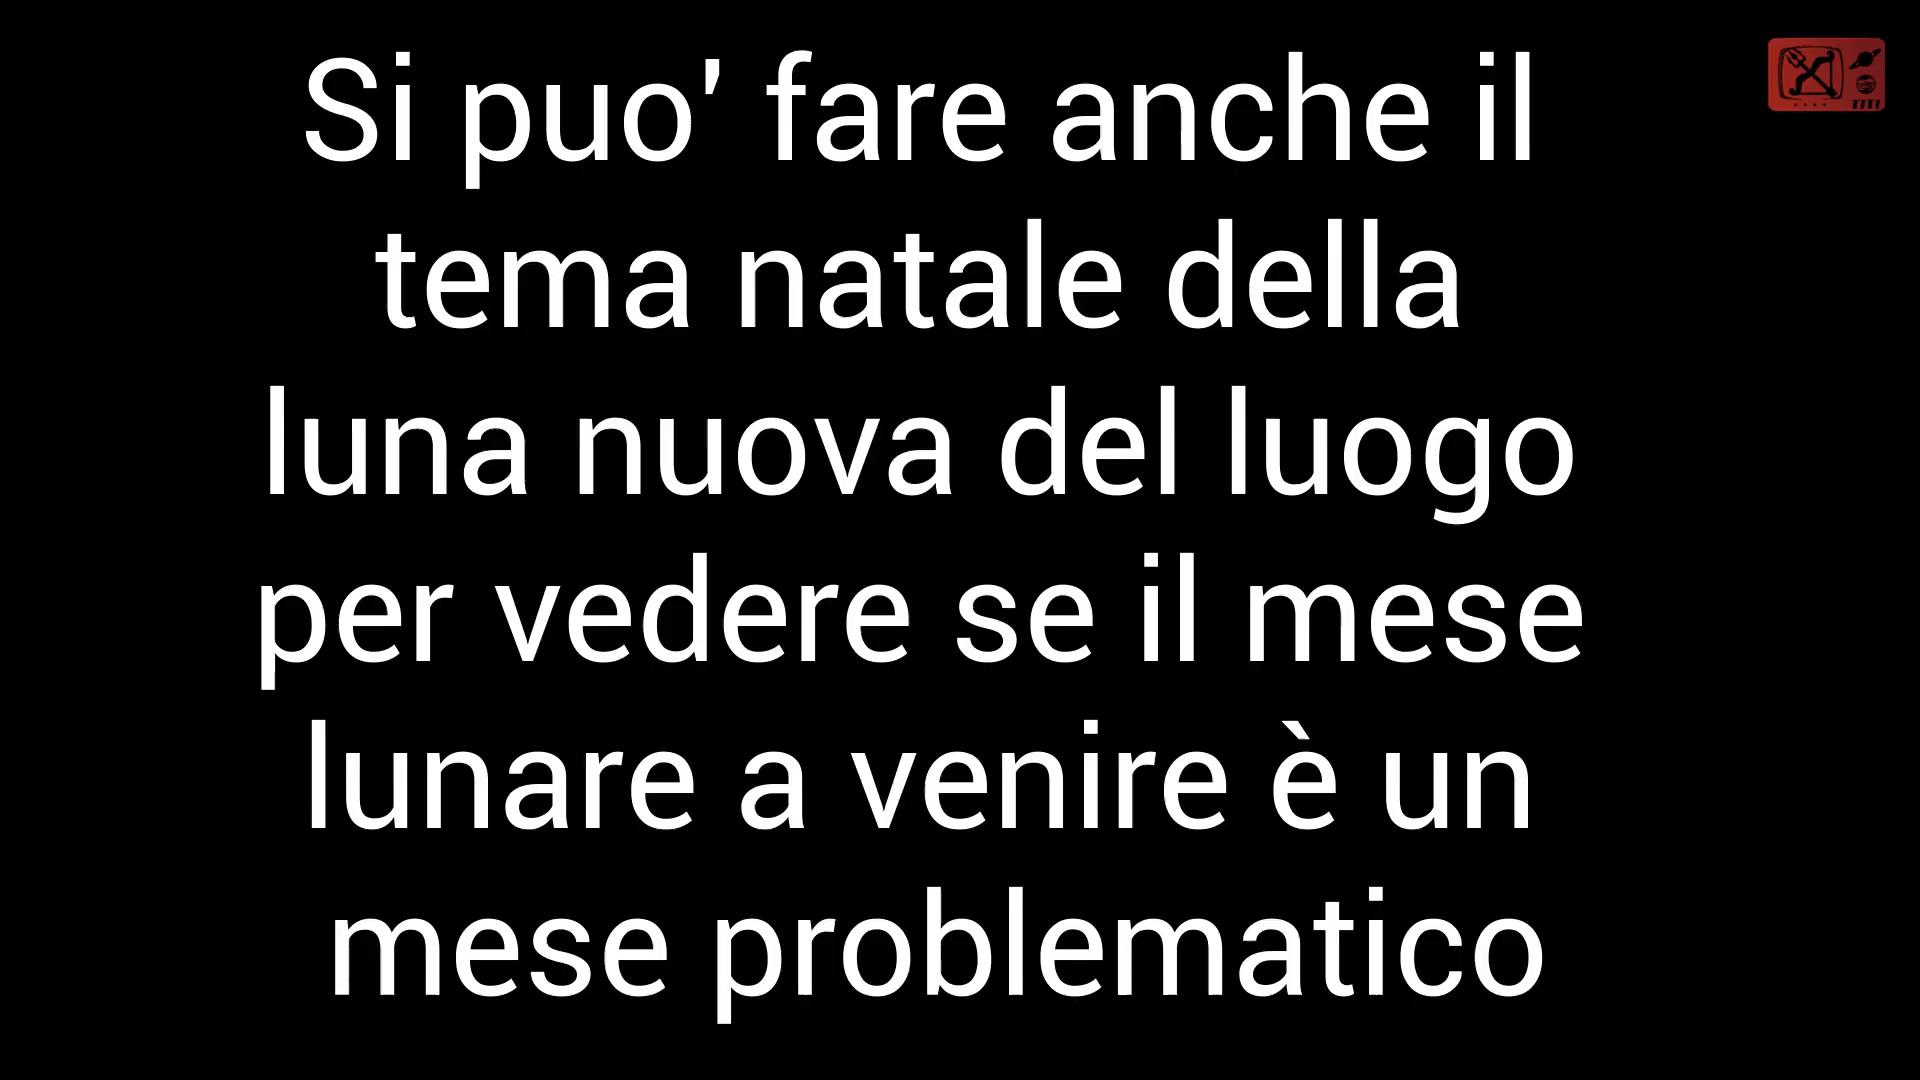 Si puo' fare anche il
tema natale della
luna nuova del luogo
per vedere se il mese
lunare a venire è un
mese problematico